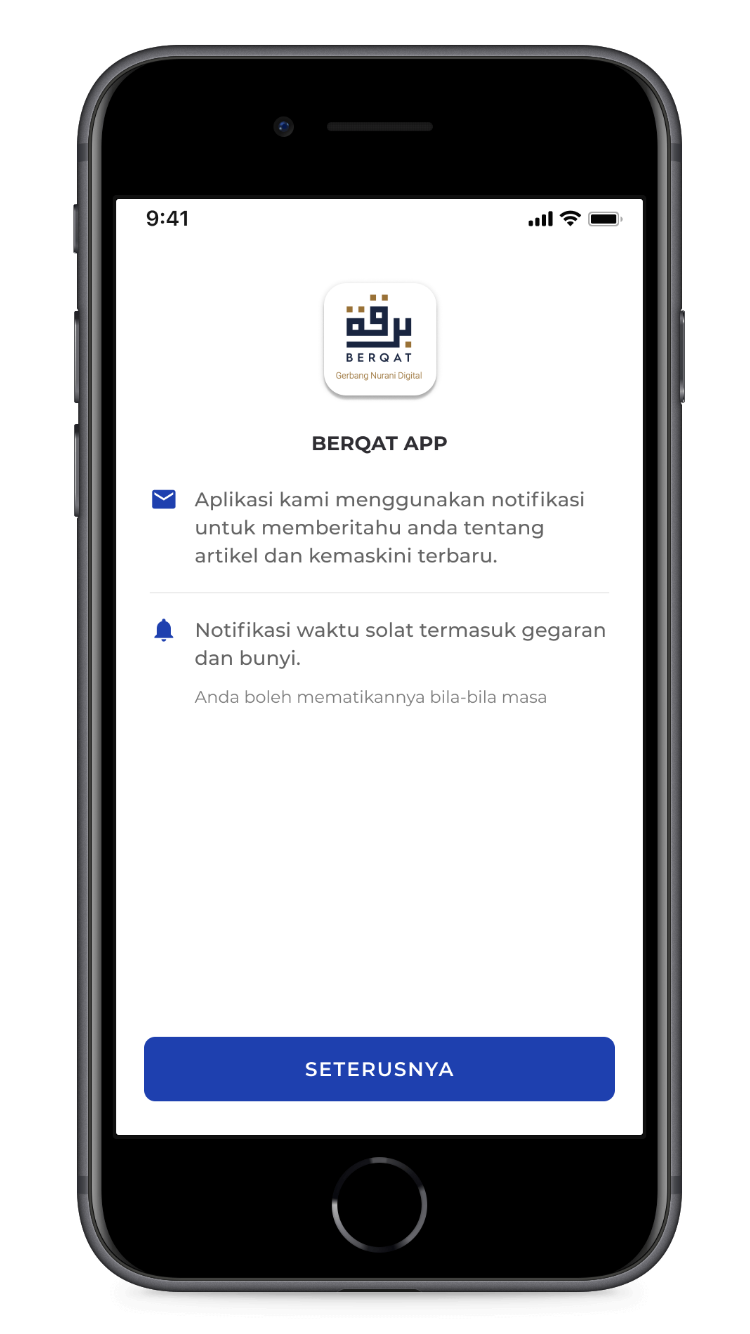 9:41
برقة
BERQAT
Gerbang Nurani Digital
BERQAT APP
Aplikasi kami menggunakan notifikasi
untuk memberitahu anda tentang
artikel dan kemaskini terbaru.
Notifikasi waktu solat termasuk gegaran
dan bunyi.
Anda boleh mematikannya bila-bila masa
SETERUSNYA